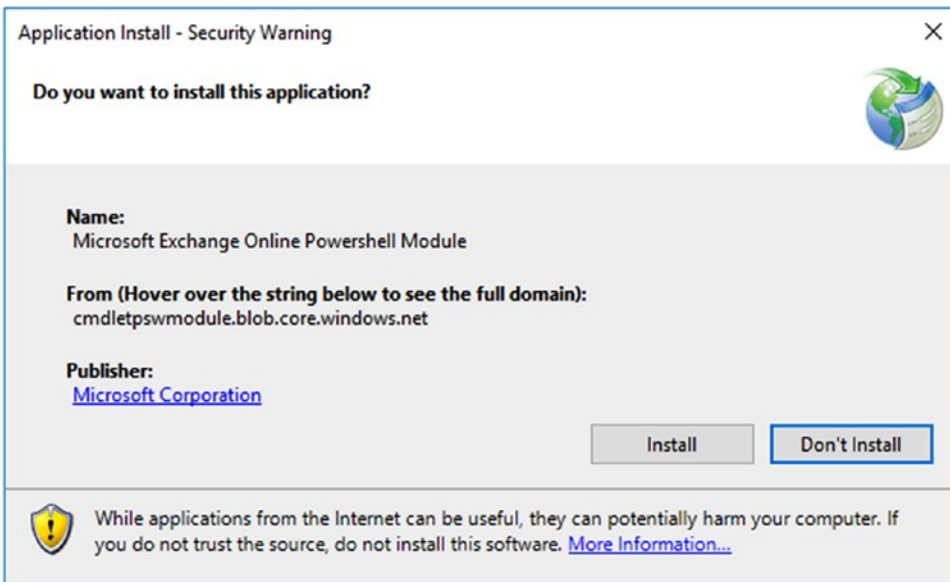 Application Install - Security Warning
Do you want to install this application?
Name:
Microsoft Exchange Online Powershell Module
From (Hover over the string below to see the full domain):
cmdletpswmodule.blob.core.windows.net
Publisher:
Microsoft Corporation
Install
Don't Install
While applications from the Internet can be useful, they can potentially harm your computer. If
you do not trust the source, do not install this software. More Information...